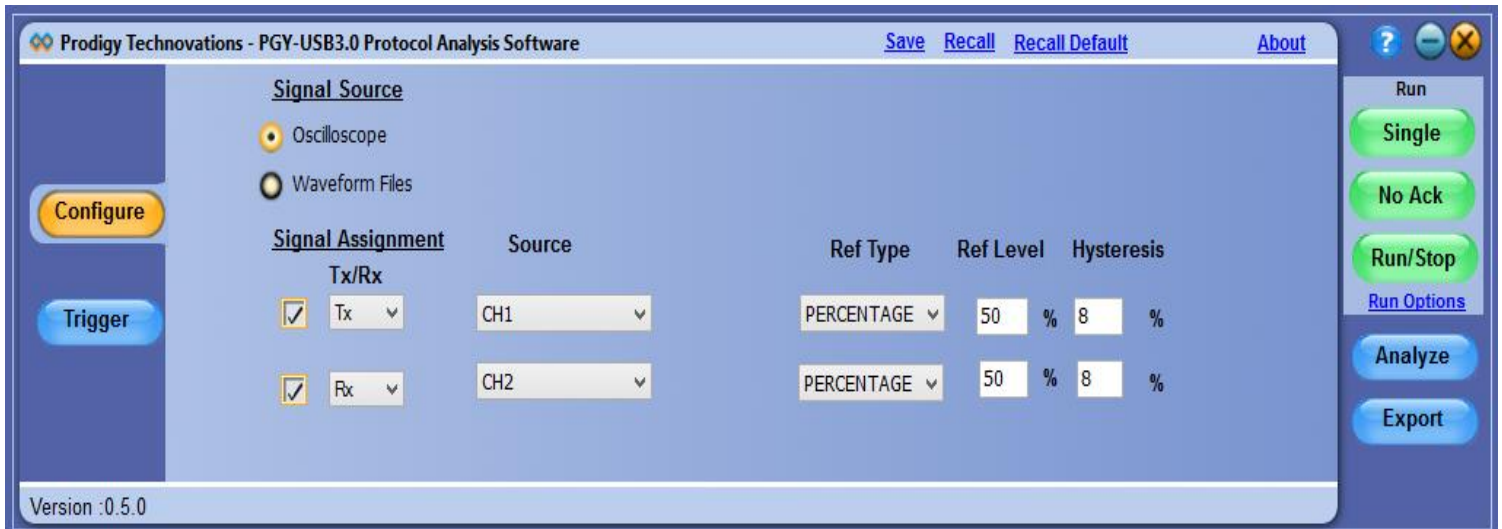 Prodigy Technovations - PGY-USB3.0 Protocol Analysis Software Save Recall Recall Default About ?
Signal Source
Oscilloscope
Waveform Files
Configure
Trigger
Signal Assignment Source Ref Type Ref Level Hysteresis
Tx/Rx
Tx CH1 PERCENTAGE 50 % 8 %
Rx CH2 PERCENTAGE 50 % 8 %
Run
Single
No Ack
Run/Stop
Run Options
Analyze
Export
Version :0.5.0